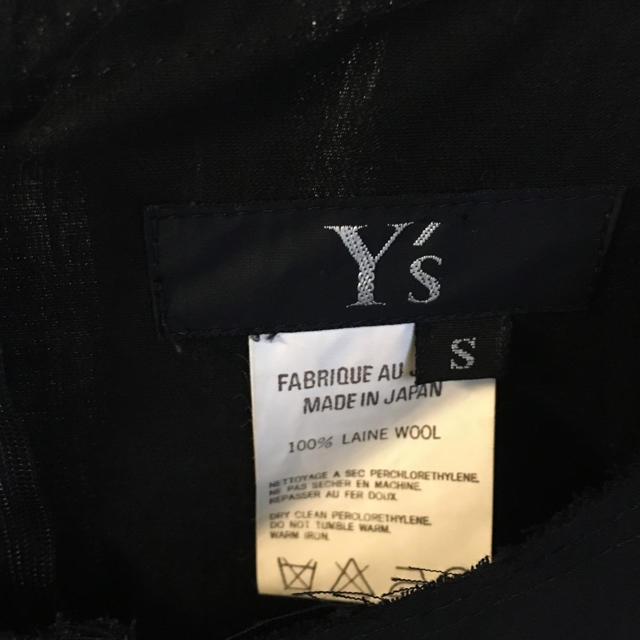 Y's
S
FABRIQUE AU J
MADE IN JAPAN
100% LAINE WOOL
NETTOYAGE A SEC PERCHLORETHYLENE.
NE PAS SECHER EN MACHINE.
REPASSER AU FER DOUX.
DRY CLEAN PERCLORETHYLENE.
DO NOT TUMBLE WARM.
WARM IRON.